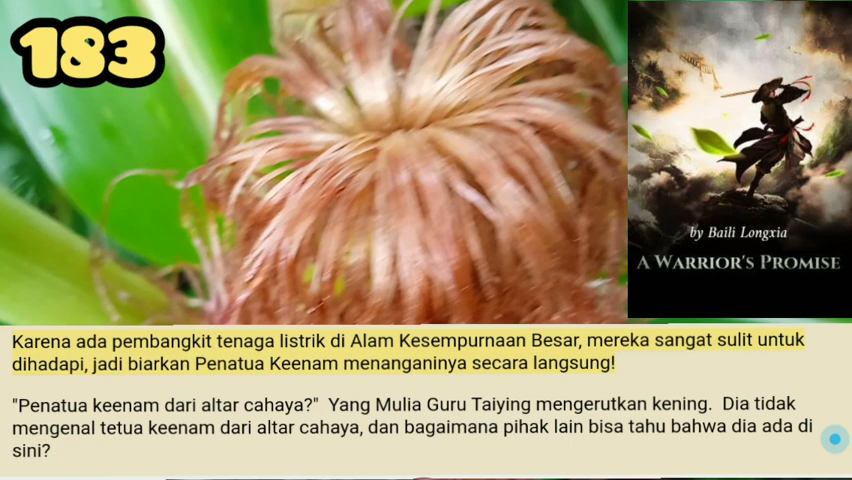 183
by Baili Longxia
A WARRIOR'S PROMISE
Karena ada pembangkit tenaga listrik di Alam Kesempurnaan Besar, mereka sangat sulit untuk
dihadapi, jadi biarkan Penatua Keenam menanganinya secara langsung!
"Penatua keenam dari altar cahaya?" Yang Mulia Guru Taiying mengerutkan kening. Dia tidak
mengenal tetua keenam dari altar cahaya, dan bagaimana pihak lain bisa tahu bahwa dia ada di
sini?